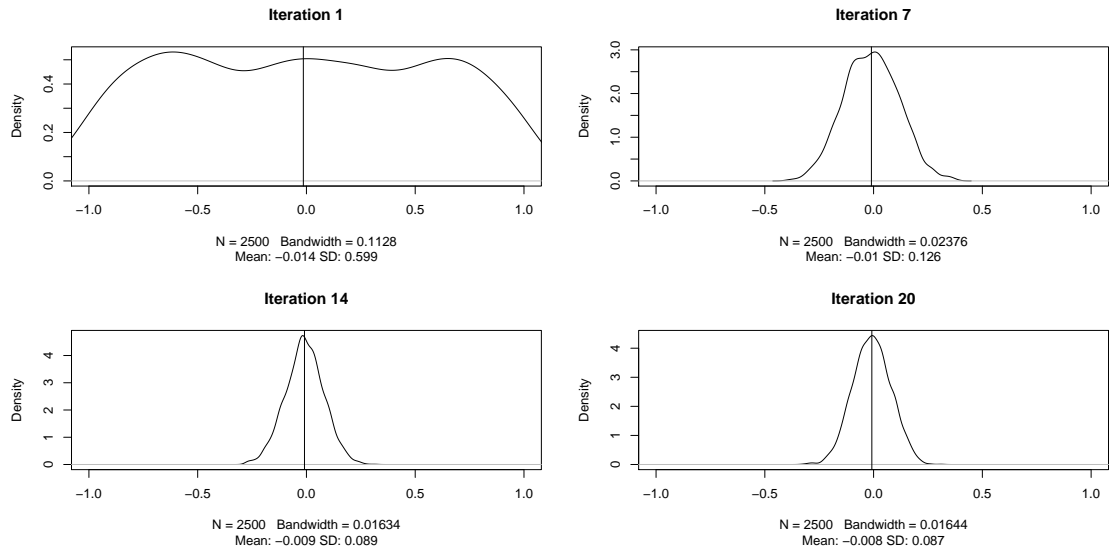 Iteration 1
Density
0.0 0.2 0.4
−1.0 −0.5 0.0 0.5 1.0
N = 2500 Bandwidth = 0.1128
Mean: −0.014 SD: 0.599
Iteration 7
Density
0.0 1.0 2.0 3.0
−1.0 −0.5 0.0 0.5 1.0
N = 2500 Bandwidth = 0.02376
Mean: −0.01 SD: 0.126
Iteration 14
Density
0 1 2 3 4
−1.0 −0.5 0.0 0.5 1.0
N = 2500 Bandwidth = 0.01634
Mean: −0.009 SD: 0.089
Iteration 20
Density
0 1 2 3 4
−1.0 −0.5 0.0 0.5 1.0
N = 2500 Bandwidth = 0.01644
Mean: −0.008 SD: 0.087